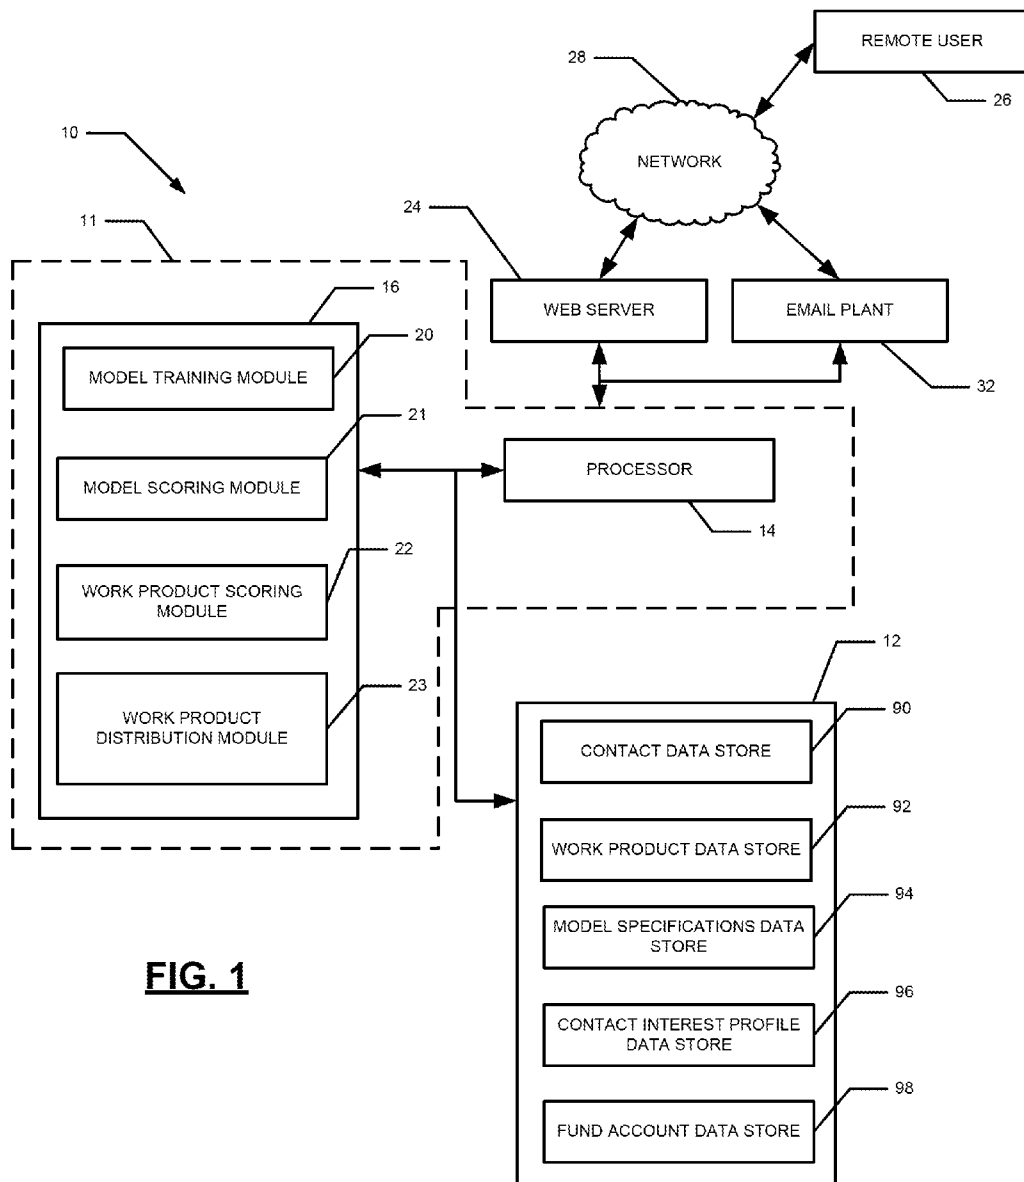 REMOTE USER
28
26
10
NETWORK
24
11
16
WEB SERVER
EMAIL PLANT
20
MODEL TRAINING MODULE
32
21
MODEL SCORING MODULE
PROCESSOR
14
22
WORK PRODUCT SCORING
MODULE
12
23
WORK PRODUCT
DISTRIBUTION MODULE
90
CONTACT DATA STORE
92
WORK PRODUCT DATA STORE
94
MODEL SPECIFICATIONS DATA
STORE
FIG. 1
96
CONTACT INTEREST PROFILE
DATA STORE
98
FUND ACCOUNT DATA STORE